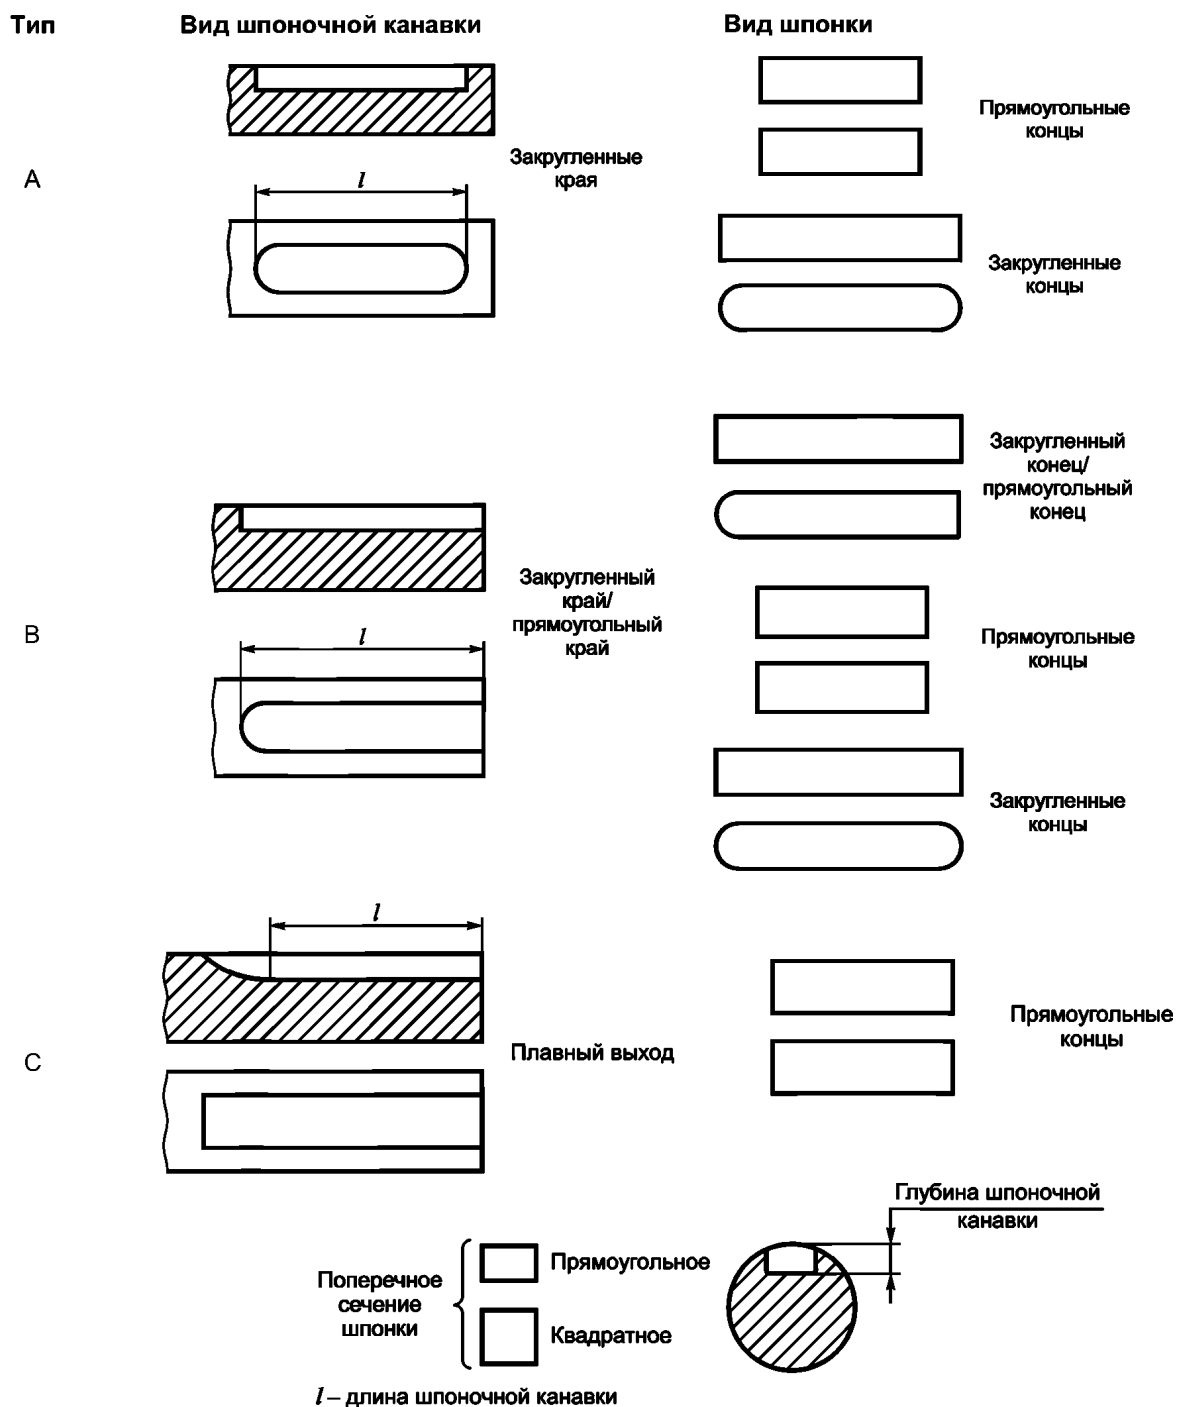 Тип
Вид шпоночной канавки
Вид шпонки
A
l
Закругленные
края
Прямоугольные
концы
Закругленные
концы
B
l
Закругленный
край/
прямоугольный
край
Закругленный
конец/
прямоугольный
конец
Прямоугольные
концы
Закругленные
концы
C
l
Плавный выход
Прямоугольные
концы
Поперечное
сечение
шпонки
Прямоугольное
Квадратное
Глубина шпоночной
канавки
l – длина шпоночной канавки